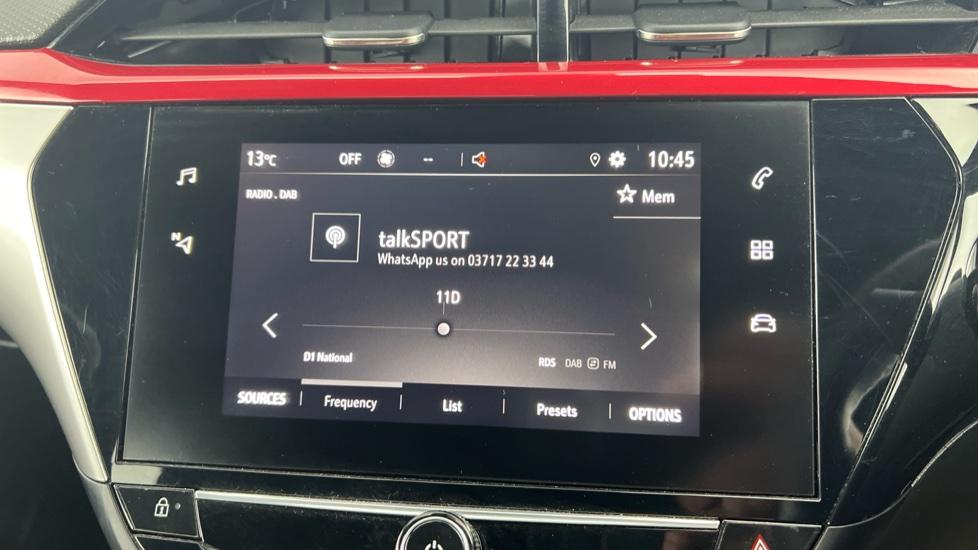 13°C OFF -- 10:45
RADIO . DAB
Mem
talkSPORT
WhatsApp us on 03717 22 33 44
11D
D1 National RDS DAB FM
SOURCES Frequency List Presets OPTIONS
N